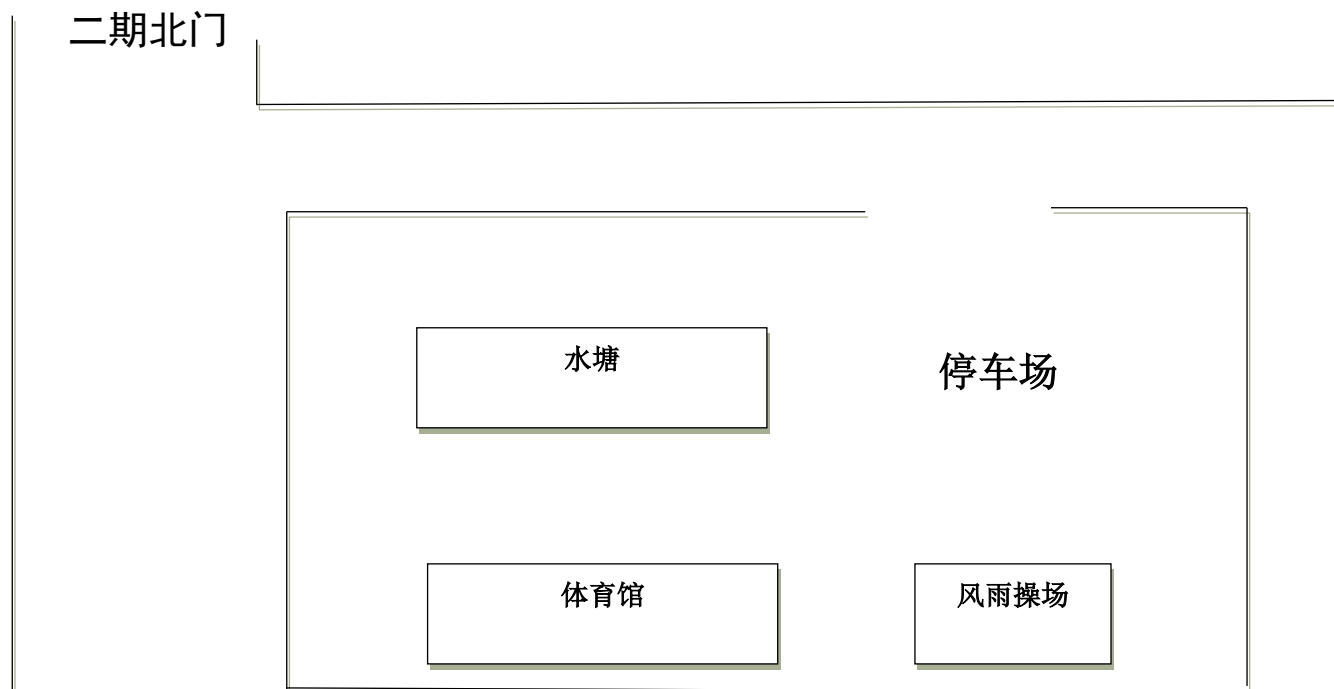 二期北门
水塘
停车场
体育馆
风雨操场